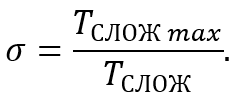 σ = T_СЛОЖ max / T_СЛОЖ.